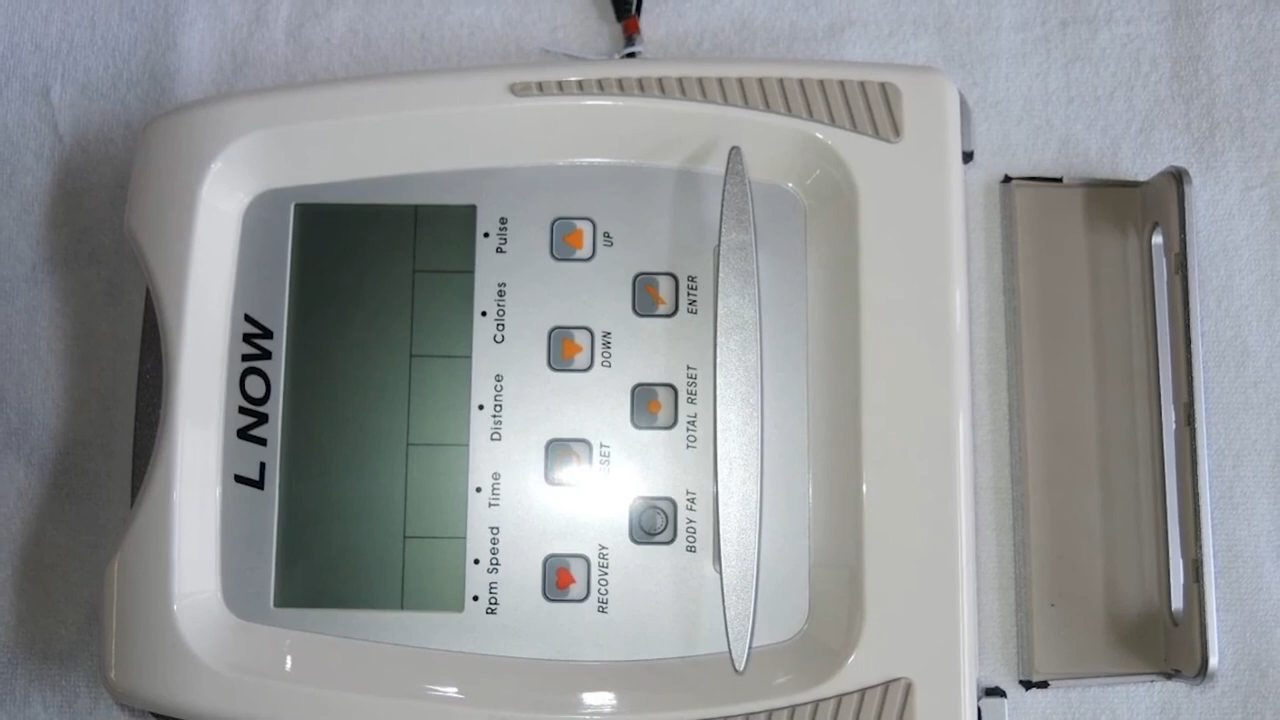 L NOW
Rpm Speed Time Distance Calories Pulse
DOWN UP
RECOVERY
BODY FAT TOTAL RESET ENTER